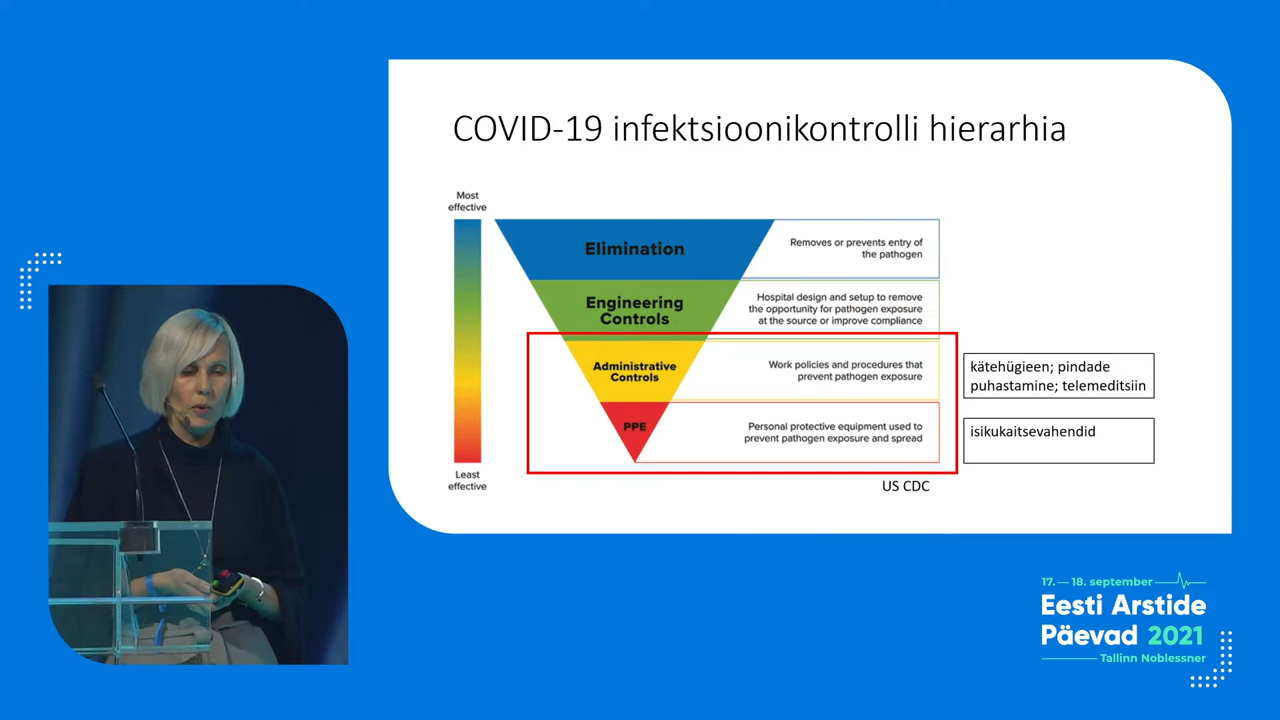 COVID-19 infektsioonikontrolli hierarhia
Most
effective
Elimination
Removes or prevents entry of
the pathogen
Engineering
Controls
Hospital design and setup to remove
the opportunity for pathogen exposure
at the source or improve compliance
Administrative
Controls
Work policies and procedures that
prevent pathogen exposure
kätehügieen; pindade
puhastamine; telemeditsiin
PPE
Personal protective equipment used to
prevent pathogen exposure and spread
isikukaitsevahendid
Least
effective
US CDC
17. — 18. september
Eesti Arstide
Päevad 2021
Tallinn Noblessner